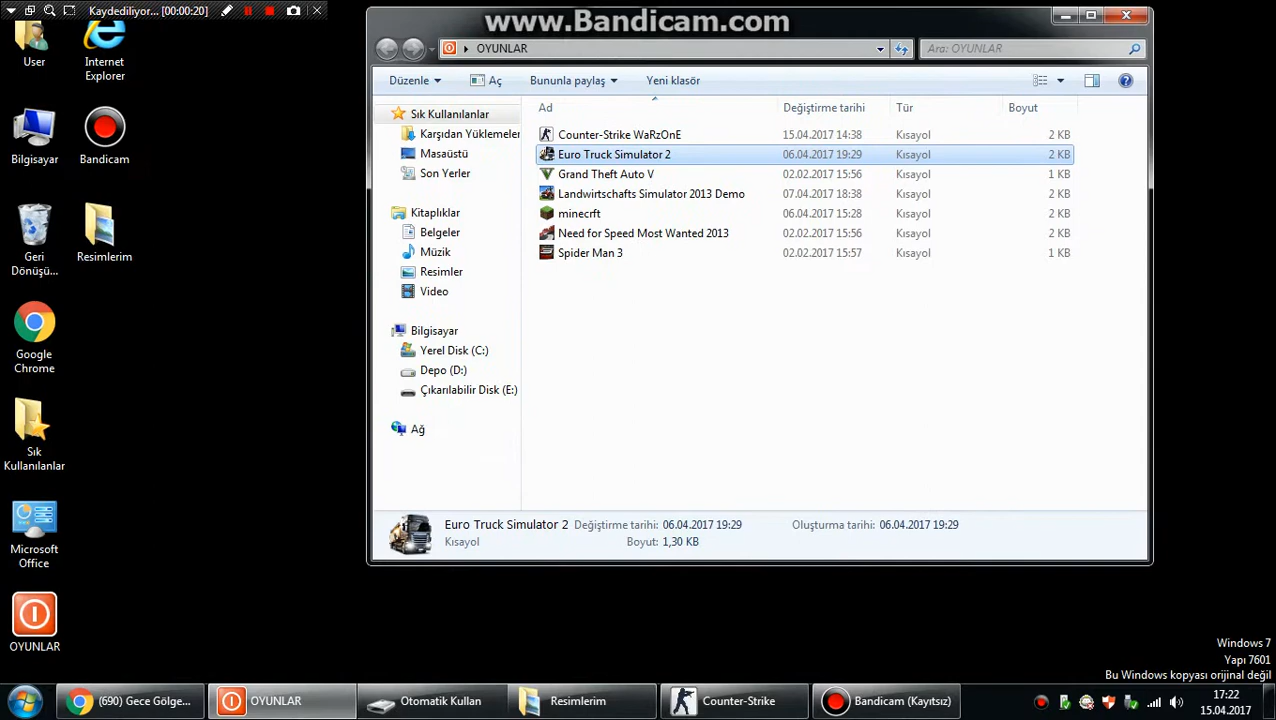 Kaydediliyor... [00:00:20]
www.Bandicam.com
User
Internet
Explorer
Bilgisayar
Bandicam
Geri
Dönüşü...
Resimlerim
Google
Chrome
Sık
Kullanılanlar
Microsoft
Office
OYUNLAR
OYUNLAR
Ara: OYUNLAR
Düzenle
Aç
Bununla paylaş
Yeni klasör
Sık Kullanılanlar
Karşıdan Yüklemeler
Masaüstü
Son Yerler
Kitaplıklar
Belgeler
Müzik
Resimler
Video
Bilgisayar
Yerel Disk (C:)
Depo (D:)
Çıkarılabilir Disk (E:)
Ağ
Ad Değiştirme tarihi Tür Boyut
Counter-Strike WaRzOnE 15.04.2017 14:38 Kısayol 2 KB
Euro Truck Simulator 2 06.04.2017 19:29 Kısayol 2 KB
Grand Theft Auto V 02.02.2017 15:56 Kısayol 1 KB
Landwirtschafts Simulator 2013 Demo 07.04.2017 18:38 Kısayol 2 KB
minecrft 06.04.2017 15:28 Kısayol 2 KB
Need for Speed Most Wanted 2013 02.02.2017 15:56 Kısayol 2 KB
Spider Man 3 02.02.2017 15:57 Kısayol 1 KB
Euro Truck Simulator 2 Değiştirme tarihi: 06.04.2017 19:29 Oluşturma tarihi: 06.04.2017 19:29
Kısayol Boyut: 1,30 KB
Windows 7
Yapı 7601
Bu Windows kopyası orijinal değil
(690) Gece Gölge...
OYUNLAR
Otomatik Kullan
Resimlerim
Counter-Strike
Bandicam (Kayıtsız)
17:22
15.04.2017